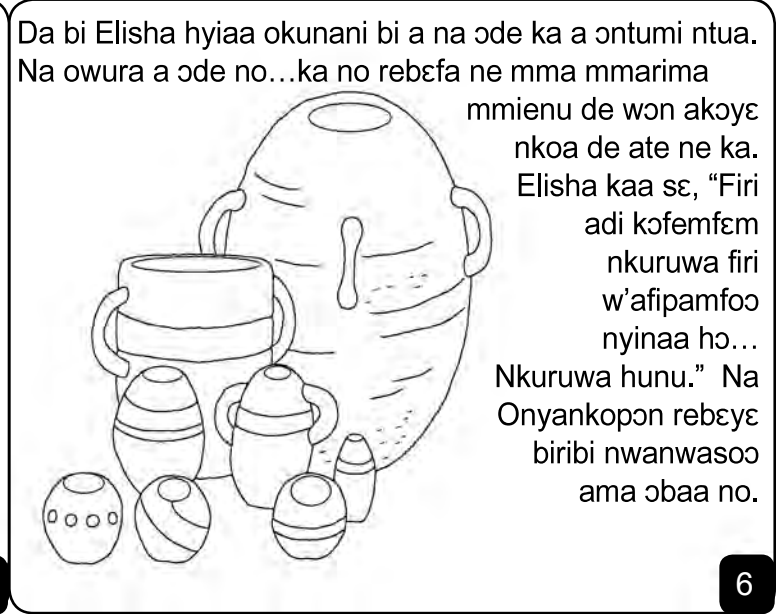 Da bi Elisha hyiaa okunani bi a na ɔde ka a ɔntumi ntua.
Na owura a ɔde no…ka no rebɛfa ne mma mmarima
mmienu de wɔn akɔyɛ
nkoa de ate ne ka.
Elisha kaa sɛ, “Firi
adi kɔfemfɛm
nkuruwa firi
w’afipamfoɔ
nyinaa hɔ…
Nkuruwa hunu.” Na
Onyankopɔn rebɛyɛ
biribi nwanwasoɔ
ama ɔbaa no.
6